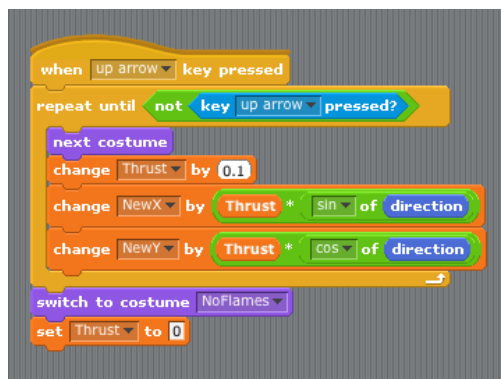 when up arrow key pressed
repeat until not key up arrow pressed?
next costume
change Thrust by 0.1
change NewX by Thrust * sin of direction
change NewY by Thrust * cos of direction
switch to costume NoFlames
set Thrust to 0